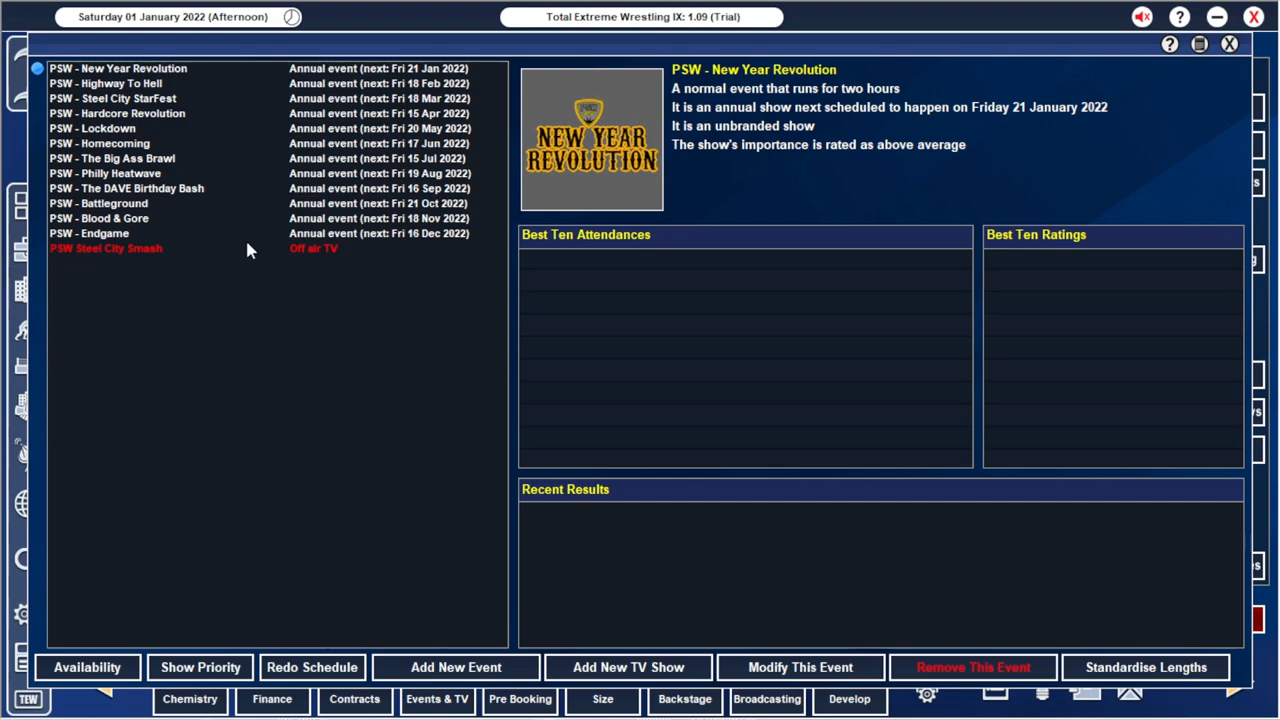 Saturday 01 January 2022 (Afternoon)
Total Extreme Wrestling IX: 1.09 (Trial)
PSW - New Year Revolution Annual event (next: Fri 21 Jan 2022)
PSW - Highway To Hell Annual event (next: Fri 18 Feb 2022)
PSW - Steel City StarFest Annual event (next: Fri 18 Mar 2022)
PSW - Hardcore Revolution Annual event (next: Fri 15 Apr 2022)
PSW - Lockdown Annual event (next: Fri 20 May 2022)
PSW - Homecoming Annual event (next: Fri 17 Jun 2022)
PSW - The Big Ass Brawl Annual event (next: Fri 15 Jul 2022)
PSW - Philly Heatwave Annual event (next: Fri 19 Aug 2022)
PSW - The DAVE Birthday Bash Annual event (next: Fri 16 Sep 2022)
PSW - Battleground Annual event (next: Fri 21 Oct 2022)
PSW - Blood & Gore Annual event (next: Fri 18 Nov 2022)
PSW - Endgame Annual event (next: Fri 16 Dec 2022)
PSW Steel City Smash Off air TV
NEW YEAR
REVOLUTION
PSW - New Year Revolution
A normal event that runs for two hours
It is an annual show next scheduled to happen on Friday 21 January 2022
It is an unbranded show
The show's importance is rated as above average
Best Ten Attendances
Best Ten Ratings
Recent Results
Availability
Show Priority
Redo Schedule
Add New Event
Add New TV Show
Modify This Event
Remove This Event
Standardise Lengths
TEW
Chemistry
Finance
Contracts
Events & TV
Pre Booking
Size
Backstage
Broadcasting
Develop